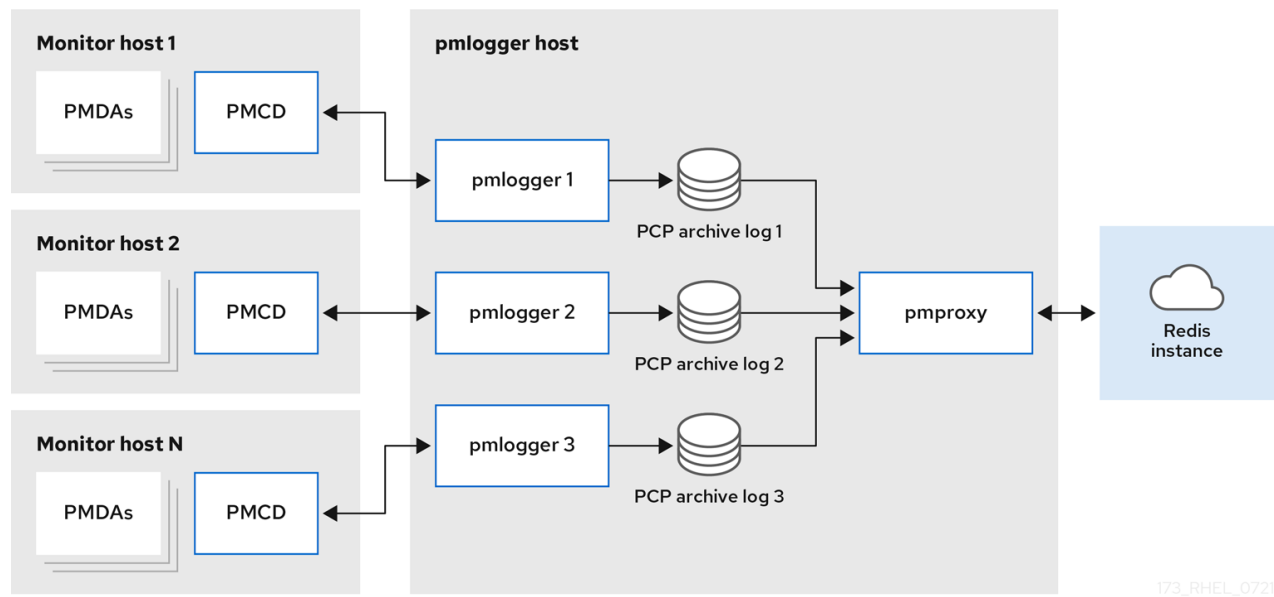 Monitor host 1
PMDAs
PMCD
pmlogger host
pmlogger 1
PCP archive log 1
Monitor host 2
PMDAs
PMCD
pmlogger 2
PCP archive log 2
pmproxy
Redis
instance
Monitor host N
PMDAs
PMCD
pmlogger 3
PCP archive log 3
173_RHEL_0721